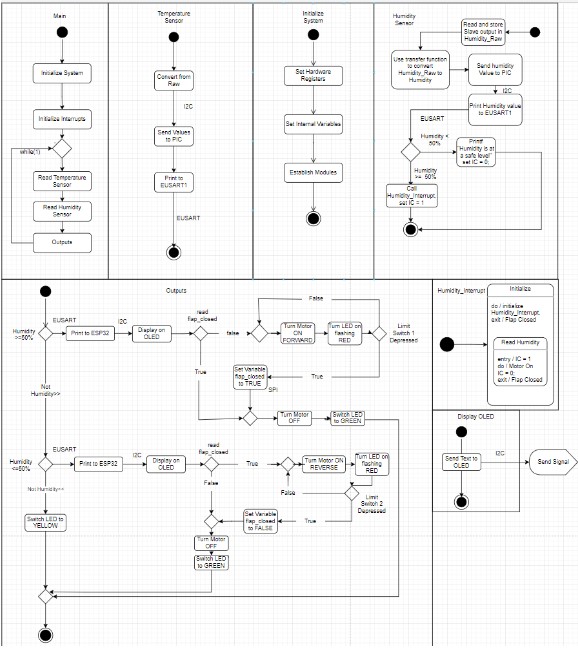 Main
Initialize System
Initialize Interrupts
while(1)
Read Temperature
Sensor
Read Humidity
Sensor
Outputs
Temperature
Sensor
Convert from
Raw
I2C
Send Values
to PIC
Print to
EUSART1
EUSART
Initialize
System
Set Hardware
Registers
Set Internal Variables
Establish Modules
Humidity
Sensor
Read and store
Slave output in
Humidity_Raw
Use transfer function
to convert
Humidity_Raw to
Humidity
Send humidity
Value to PIC
I2C
Print Humidity value
to EUSART1
EUSART
Humidity <
50%
Printf
"Humidity is at
a safe level"
set IC = 0;
Humidity
>= 60%
Call
Humidity_Interrupt,
set IC = 1
Outputs
Humidity
>=60%
EUSART
Print to ESP32
I2C
Display on
OLED
read
flap_closed
false
False
Turn Motor
ON
FORWARD
Turn LED on
flashing
RED
Limit
Switch 1
Depressed
True
Set Variable
flap_closed
to TRUE
SPI
True
Turn Motor
OFF
Switch LED
to GREEN
Not
Humidity>>
Humidity
<=50%
EUSART
Print to ESP32
I2C
Display on
OLED
read
flap_closed
True
Turn Motor ON
REVERSE
Turn LED on
flashing
RED
False
Limit
Switch 2
Depressed
False
True
Set Variable
flap_closed
to FALSE
Turn Motor
OFF
Switch LED
to GREEN
Not Humidity>>
Switch LED to
YELLOW
Humidity_Interrupt
Initialize
do / initialize
Humidity_Interrupt,
exit / Flap Closed
Read Humidity
entry / IC = 1
do / Motor On
IC = 0;
exit / Flap Closed
Display OLED
Send Text to
OLED
I2C
Send Signal